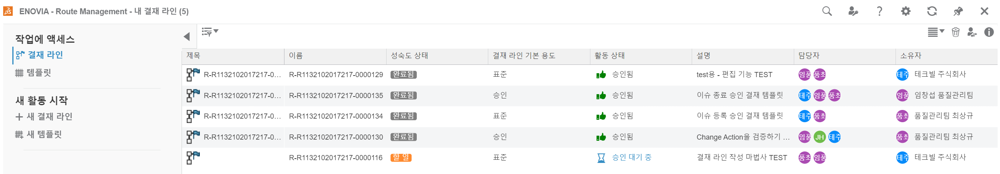 ENOVIA - Route Management - 내 결재 라인 (5)
작업에 액세스
결재 라인
템플릿
새 활동 시작
새 결재 라인
새 템플릿
제목 이름 성숙도 상태 결재 라인 기본 용도 활동 상태 설명 담당자 소유자
R-R1132102017217-0... R-R1132102017217-0000129 완료됨 표준 승인됨 test용 - 편집 기능 TEST 임품 품초 테주 테크빌 주식회사
R-R1132102017217-0... R-R1132102017217-0000135 완료됨 승인 승인됨 이슈 종료 승인 결재 템플릿 테주 임품 품초 임품 임창섭 품질관리팀
R-R1132102017217-0... R-R1132102017217-0000134 완료됨 표준 승인됨 이슈 등록 승인 결재 템플릿 테주 품초 품초 품질관리팀 최상규
R-R1132102017217-0... R-R1132102017217-0000130 완료됨 승인 승인됨 Change Action을 검증하기 ... 임품 JH 테주 품초 품질관리팀 최상규
R-R1132102017217-0000116 할 일 표준 승인 대기 중 결재 라인 작성 마법사 TEST 품초 임품 테주 테크빌 주식회사